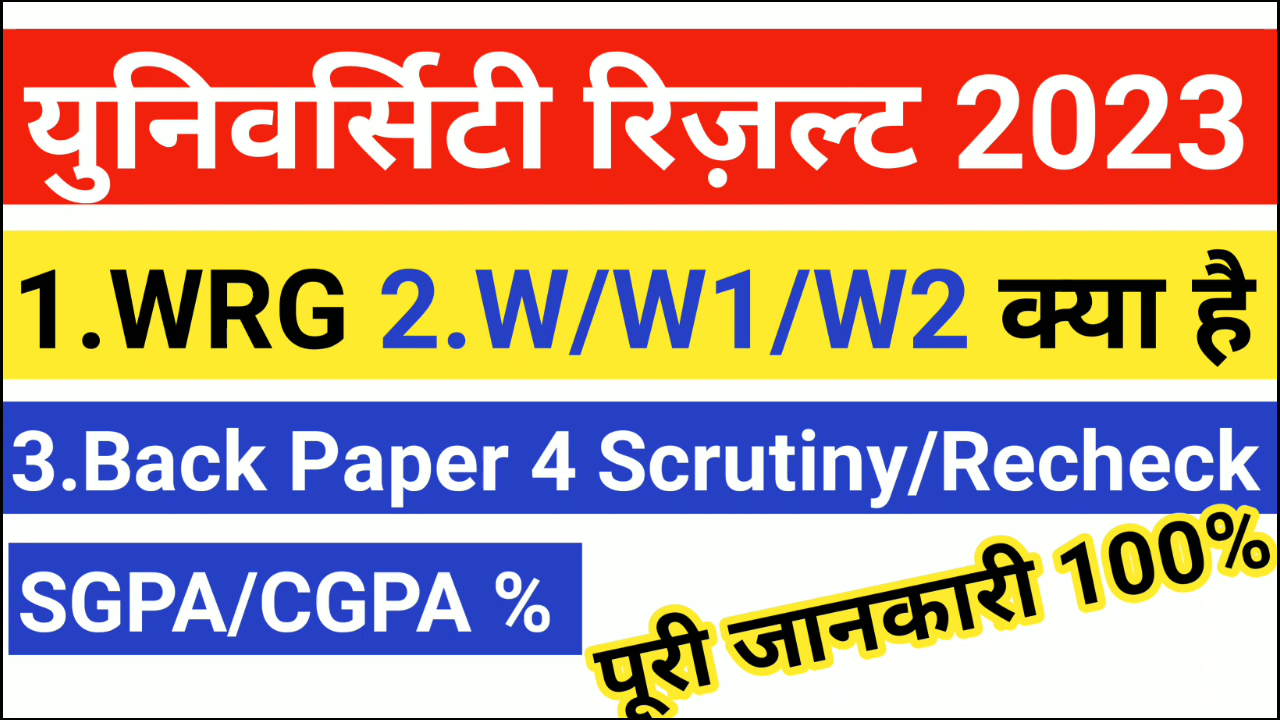 युनिवर्सिटी रिज़ल्ट 2023
1.WRG 2.W/W1/W2 क्या है
3.Back Paper 4 Scrutiny/Recheck
SGPA/CGPA %
पूरी जानकारी 100%